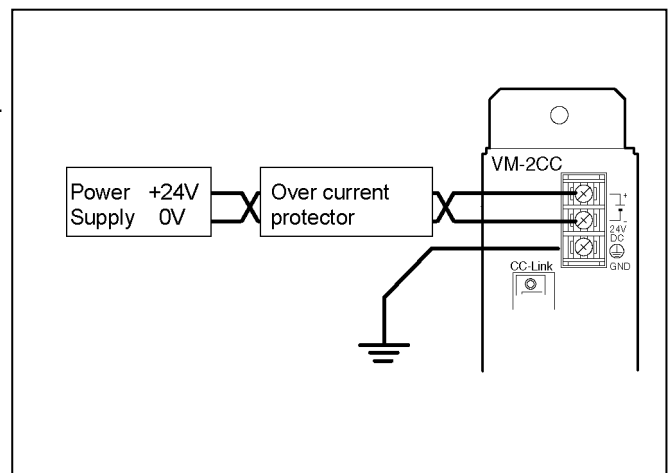 VM-2CC
Power +24V
Supply 0V
Over current
protector
+
-
24V
DC
GND
CC-Link